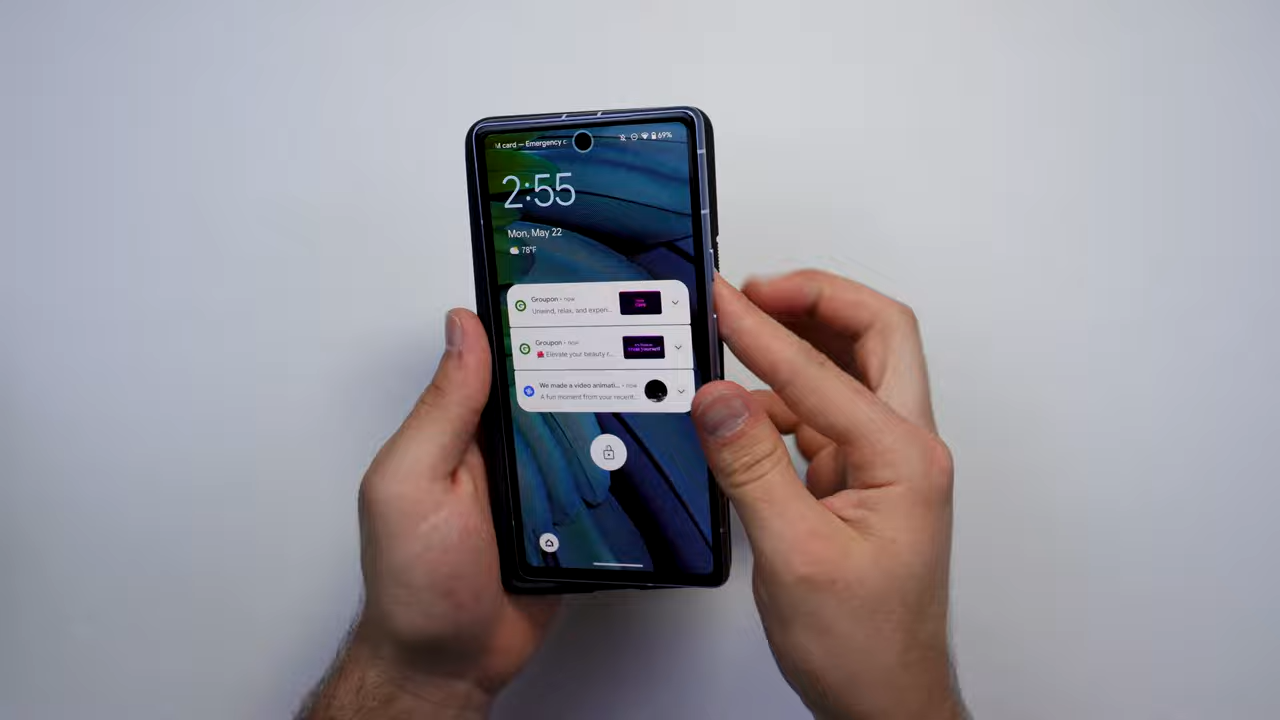 M card — Emergency c
69%
2:55
Mon, May 22
78°F
Groupon • now
Unwind, relax, and experi...
Groupon • now
Elevate your beauty r...
We made a video animati... • now
A fun moment from your recent...